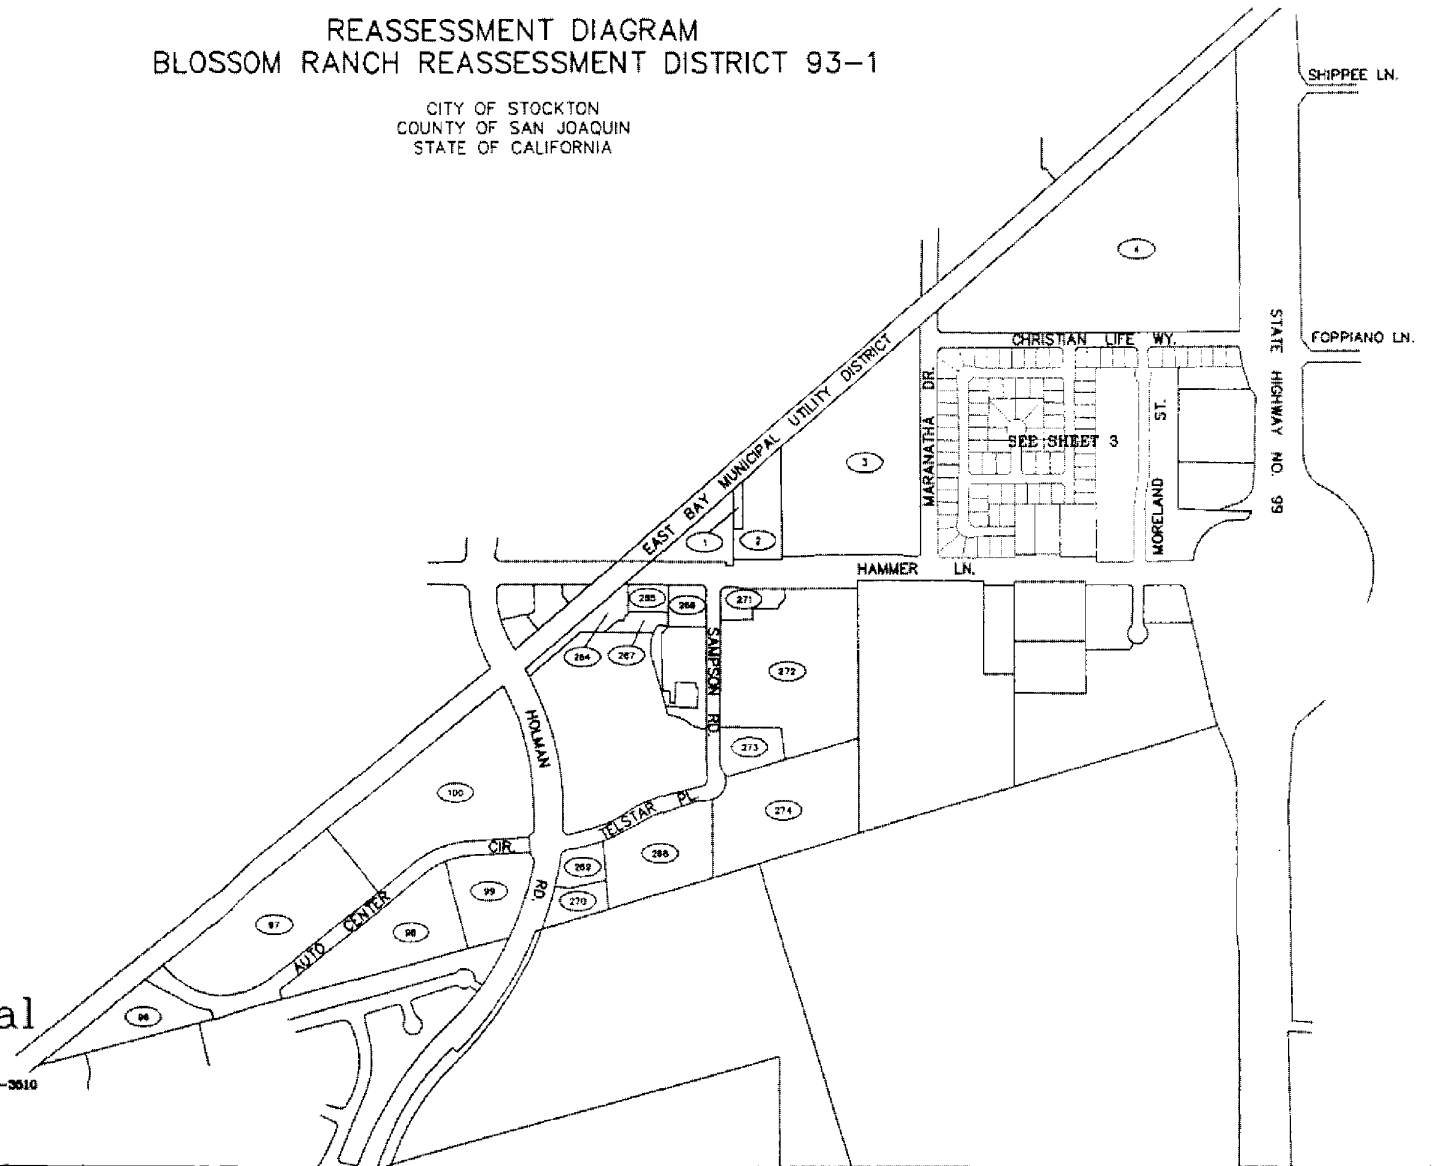 REASSESSMENT DIAGRAM
BLOSSOM RANCH REASSESSMENT DISTRICT 93-1
CITY OF STOCKTON
COUNTY OF SAN JOAQUIN
STATE OF CALIFORNIA
SHIPPEE LN.
4
STATE HIGHWAY NO. 99
FOPPIANO LN.
CHRISTIAN LIFE WY.
EAST BAY MUNICIPAL UTILITY DISTRICT
MARANATHA DR.
MORELAND ST.
SEE SHEET 3
3
1
2
HAMMER LN.
265
266
271
264
267
SAMPSON RD.
272
HOLMAN RD.
273
100
TELSTAR PL.
274
AUTO CENTER CIR.
269
99
270
97
98
96
al
-3510